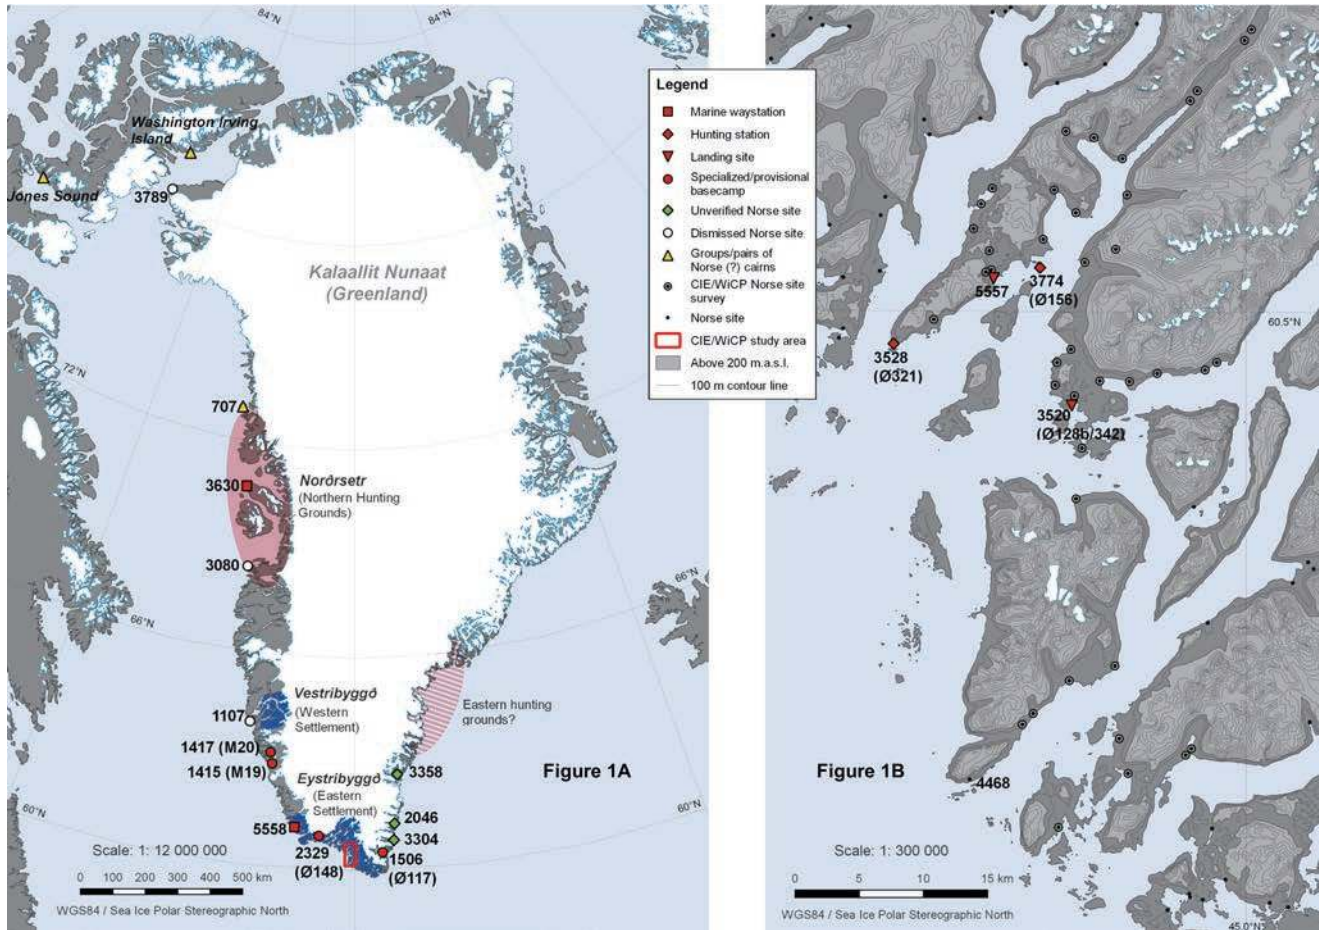 84°N
84°N
Washington Irving
Island
Jones Sound
3789
Kalaallit Nunaat
(Greenland)
72°N
707
3630
Norðrsetr
(Northern Hunting
Grounds)
3080
66°N
66°N
Vestribyggð
(Western
Settlement)
1107
Eastern hunting
grounds?
1417 (M20)
1415 (M19)
Eystribyggð
(Eastern
Settlement)
3358
Figure 1A
60°N
60°N
5558
2046
3304
2329
(Ø148)
1506
(Ø117)
Scale: 1: 12 000 000
0 100 200 300 400 500 km
WGS84 / Sea Ice Polar Stereographic North
Legend
Marine waystation
Hunting station
Landing site
Specialized/provisional
basecamp
Unverified Norse site
Dismissed Norse site
Groups/pairs of
Norse (?) cairns
CIE/WiCP Norse site
survey
Norse site
CIE/WiCP study area
Above 200 m.a.s.l.
100 m contour line
5557
3774
(Ø156)
60.5°N
3528
(Ø321)
3520
(Ø128b/342)
Figure 1B
4468
Scale: 1: 300 000
0 5 10 15 km
WGS84 / Sea Ice Polar Stereographic North
45.0°N